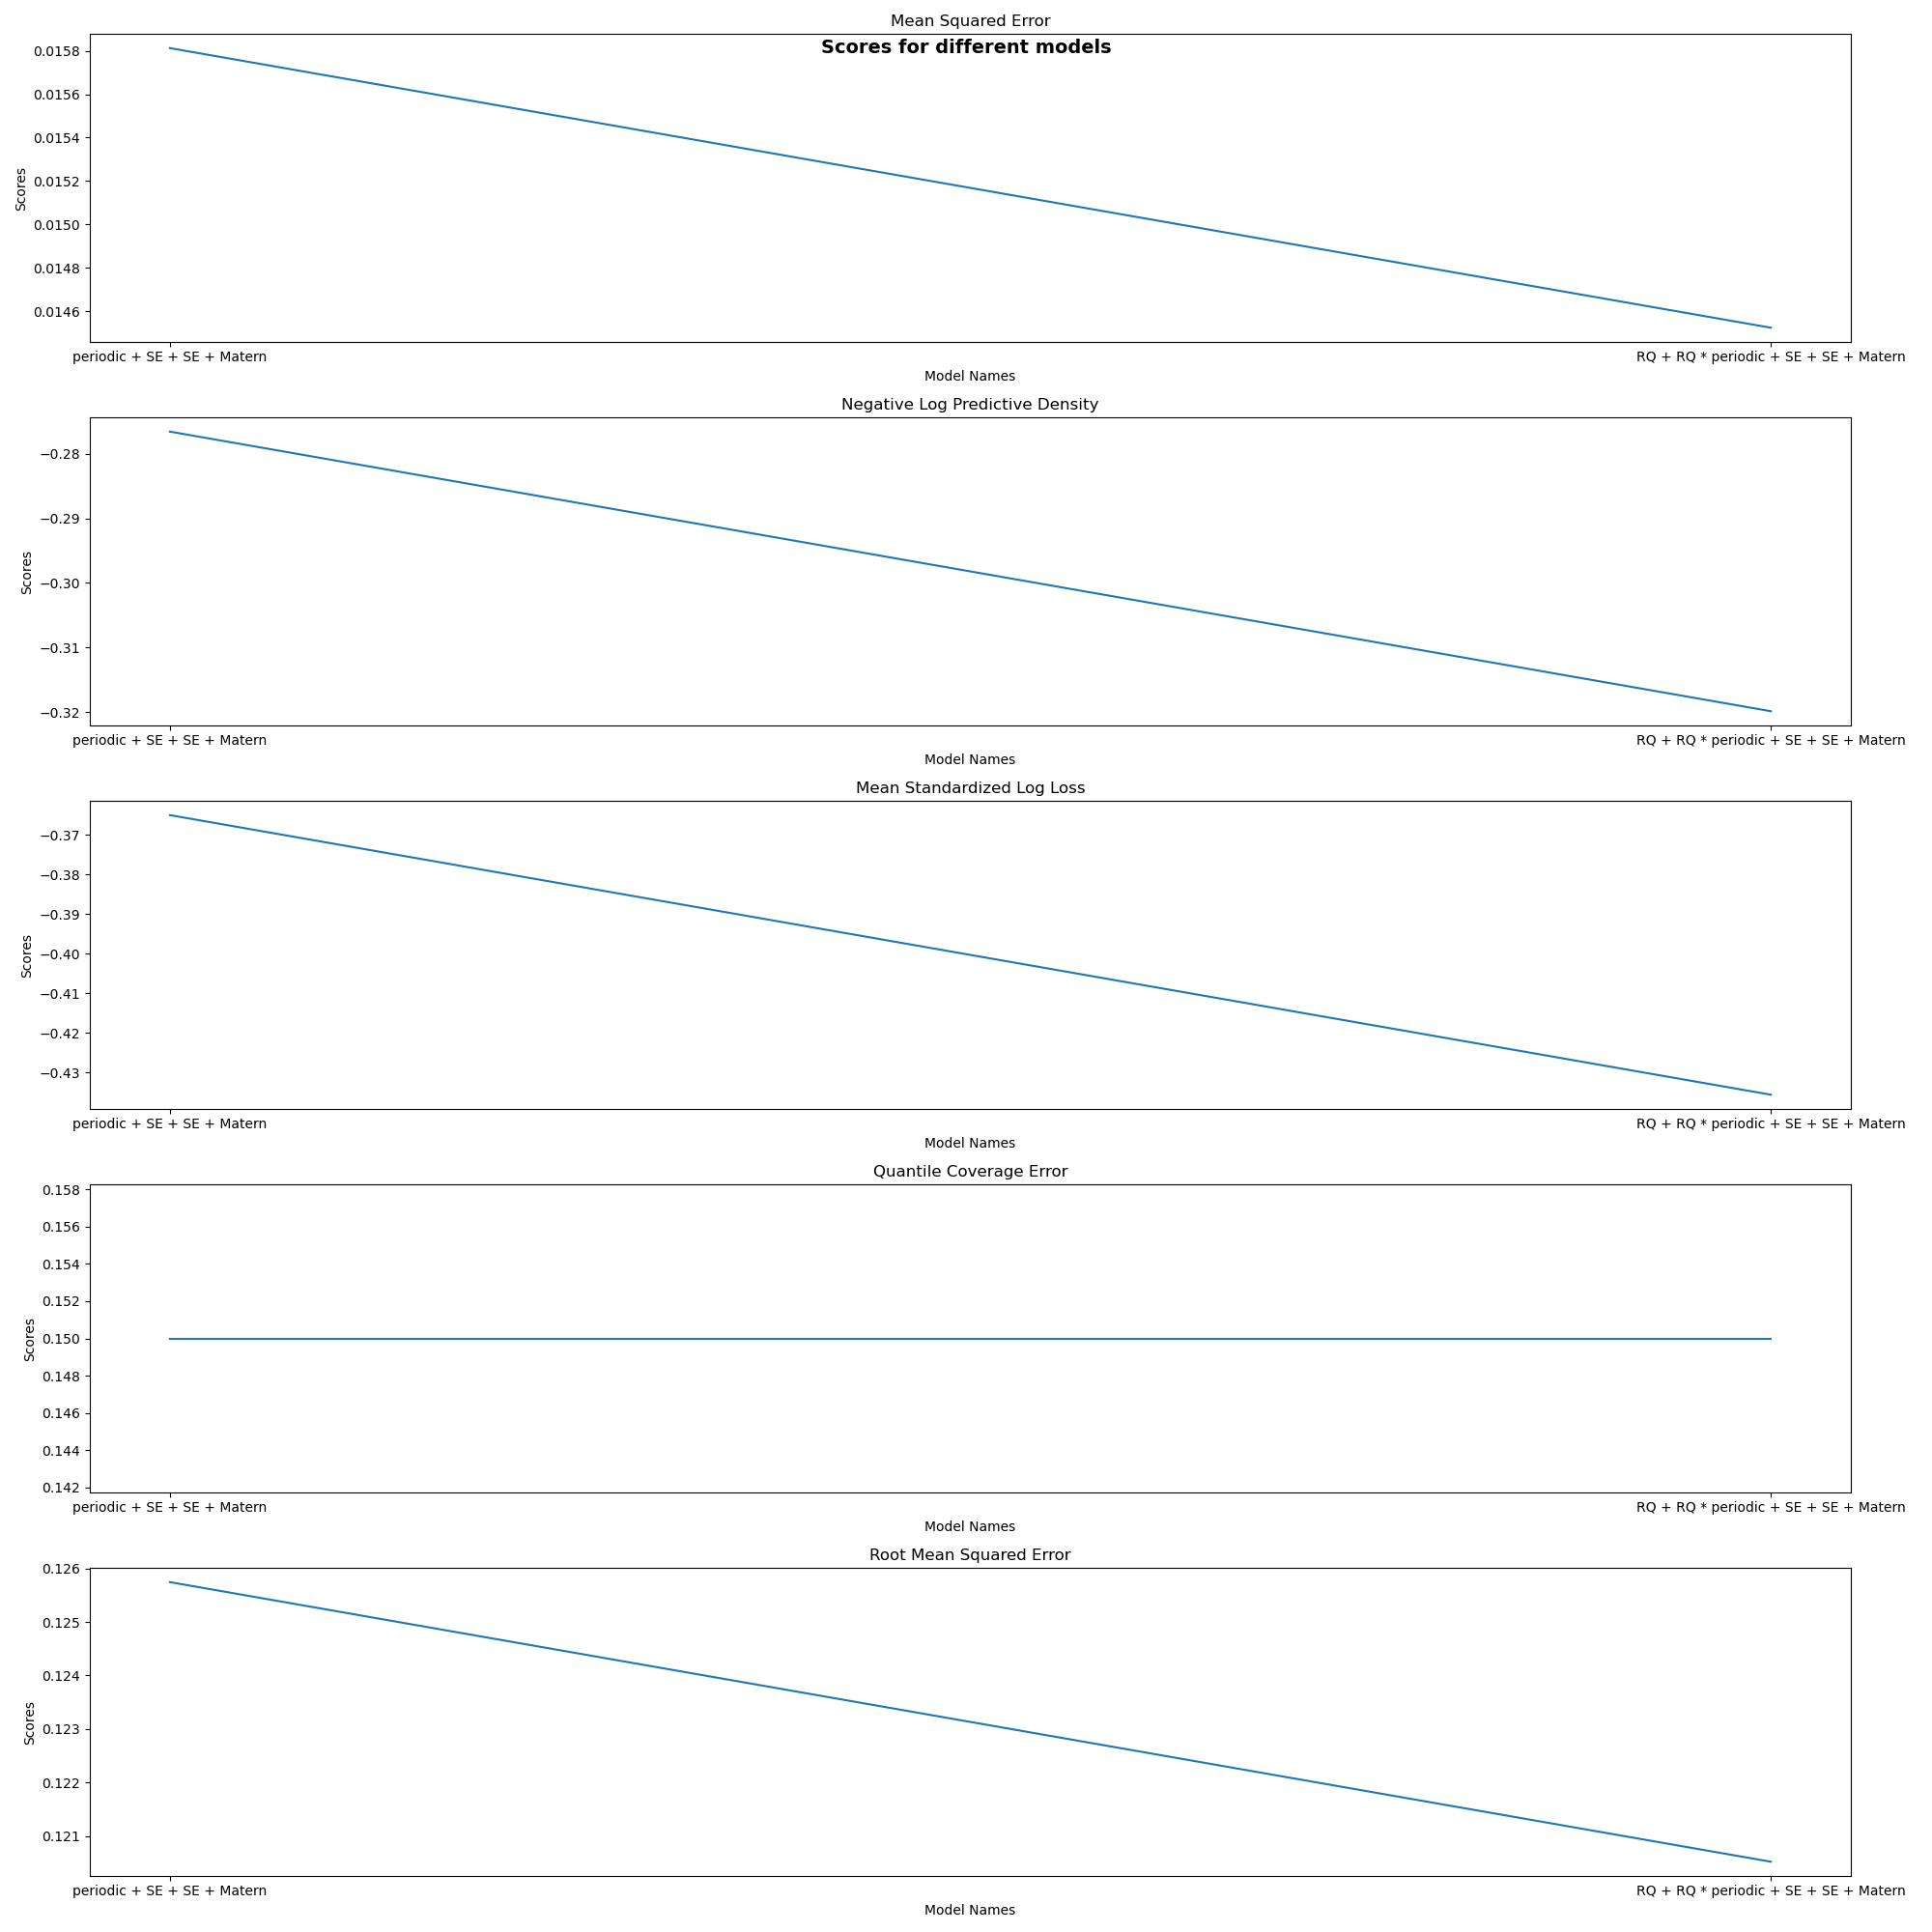 Mean Squared Error
Scores for different models
0.0158
0.0156
0.0154
0.0152
0.0150
0.0148
0.0146
Scores
periodic + SE + SE + Matern
RQ + RQ * periodic + SE + SE + Matern
Model Names
Negative Log Predictive Density
−0.28
−0.29
−0.30
−0.31
−0.32
Scores
periodic + SE + SE + Matern
RQ + RQ * periodic + SE + SE + Matern
Model Names
Mean Standardized Log Loss
−0.37
−0.38
−0.39
−0.40
−0.41
−0.42
−0.43
Scores
periodic + SE + SE + Matern
RQ + RQ * periodic + SE + SE + Matern
Model Names
Quantile Coverage Error
0.158
0.156
0.154
0.152
0.150
0.148
0.146
0.144
0.142
Scores
periodic + SE + SE + Matern
RQ + RQ * periodic + SE + SE + Matern
Model Names
Root Mean Squared Error
0.126
0.125
0.124
0.123
0.122
0.121
Scores
periodic + SE + SE + Matern
RQ + RQ * periodic + SE + SE + Matern
Model Names